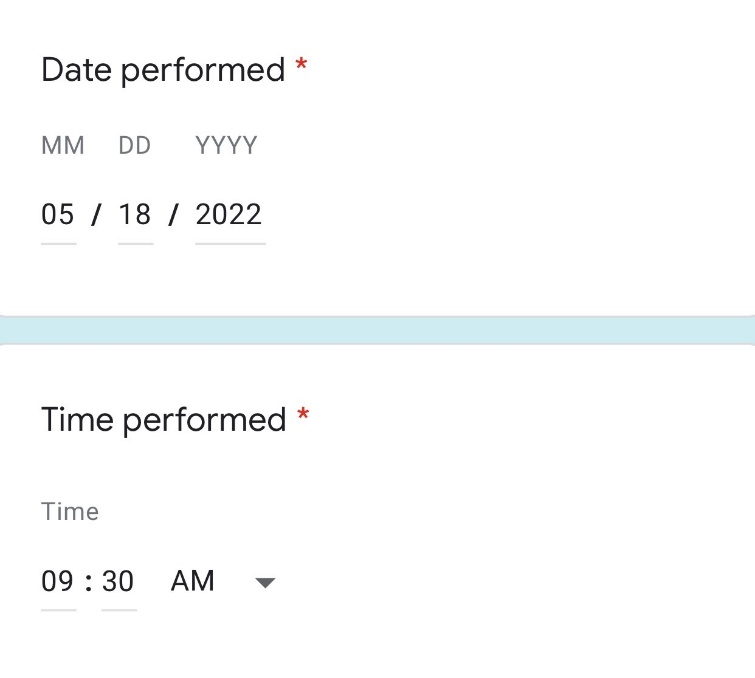 Date performed *
MM DD YYYY
05 / 18 / 2022
Time performed *
Time
09 : 30 AM